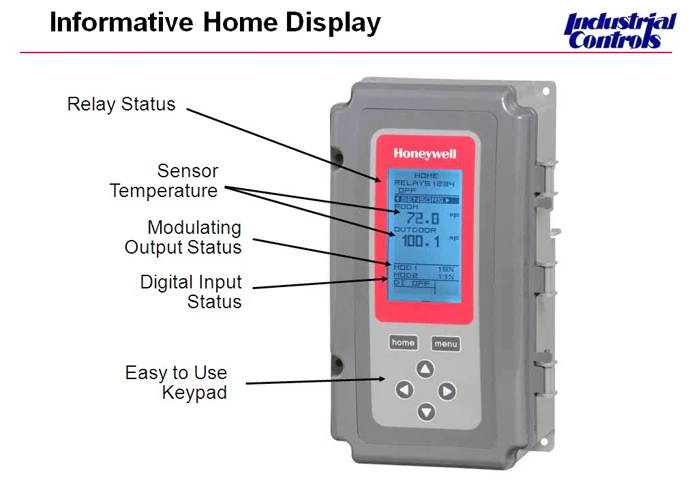 Informative Home Display
Industrial
Controls
Relay Status
Sensor
Temperature
Modulating
Output Status
Digital Input
Status
Easy to Use
Keypad
Honeywell
HOME
RELAYS:1234
OFF
SENSORS
ROOM
72.0 °F
OUTDOOR
100.1 °F
MOD1
MOD2 11%
DI OFF
home menu